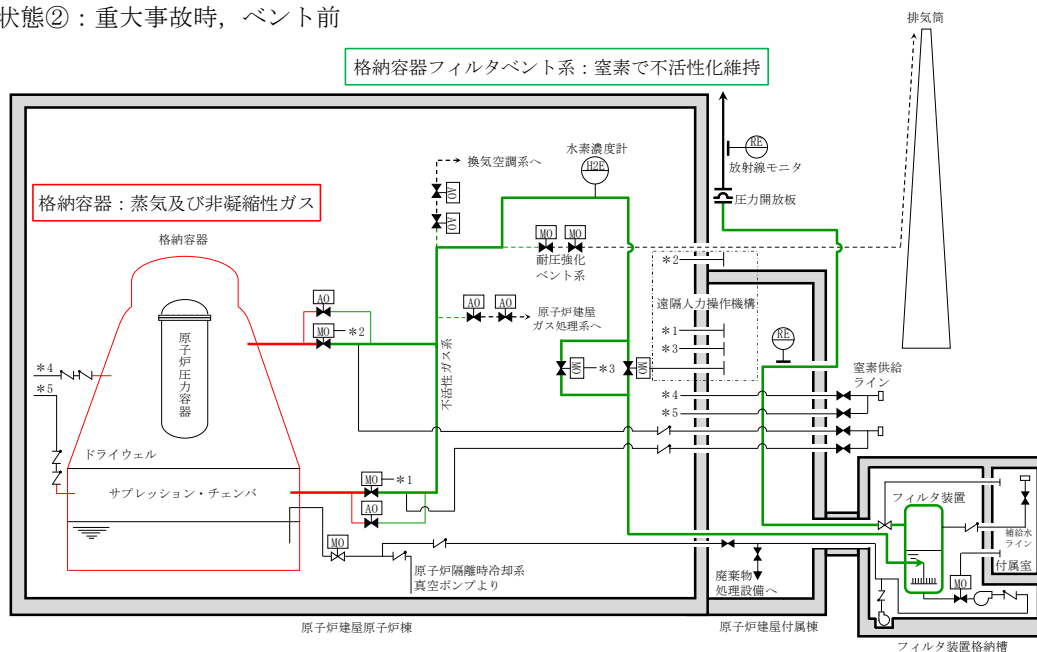 状態②：重大事故時，ベント前
排気筒
格納容器フィルタベント系：窒素で不活性化維持
水素濃度計
H2E
RE
放射線モニタ
換気空調系へ
AO
AO
圧力開放板
格納容器：蒸気及び非凝縮性ガス
格納容器
MO
MO
耐圧強化
ベント系
＊2
AO
AO
AO
原子炉建屋
ガス処理系へ
遠隔人力操作機構
MO
＊2
＊1
＊3
RE
原子炉圧力容器
不活性ガス系
MO
＊3
MO
＊4
＊5
窒素供給
ライン
＊4
＊5
ドライウェル
サプレッション・チェンバ
MO
＊1
AO
フィルタ装置
補給水
ライン
付属室
MO
MO
原子炉隔離時冷却系
真空ポンプより
廃棄物
処理設備へ
原子炉建屋原子炉棟
原子炉建屋付属棟
フィルタ装置格納槽